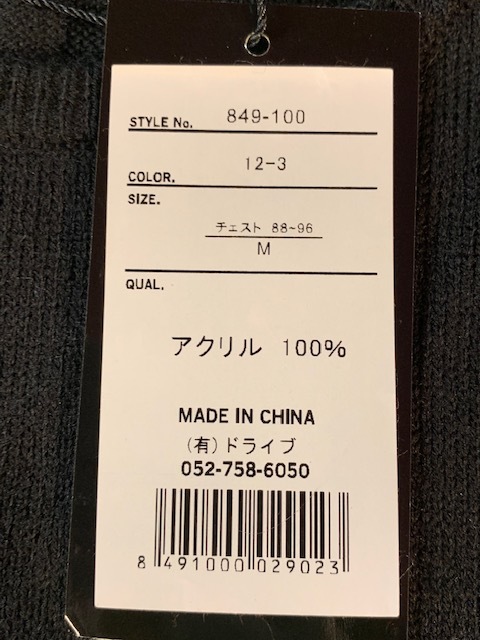 STYLE No. 849-100
COLOR. 12-3
SIZE.
チェスト 88~96
M
QUAL.
アクリル 100%
MADE IN CHINA
(有)ドライブ
052-758-6050
8 491000 029023